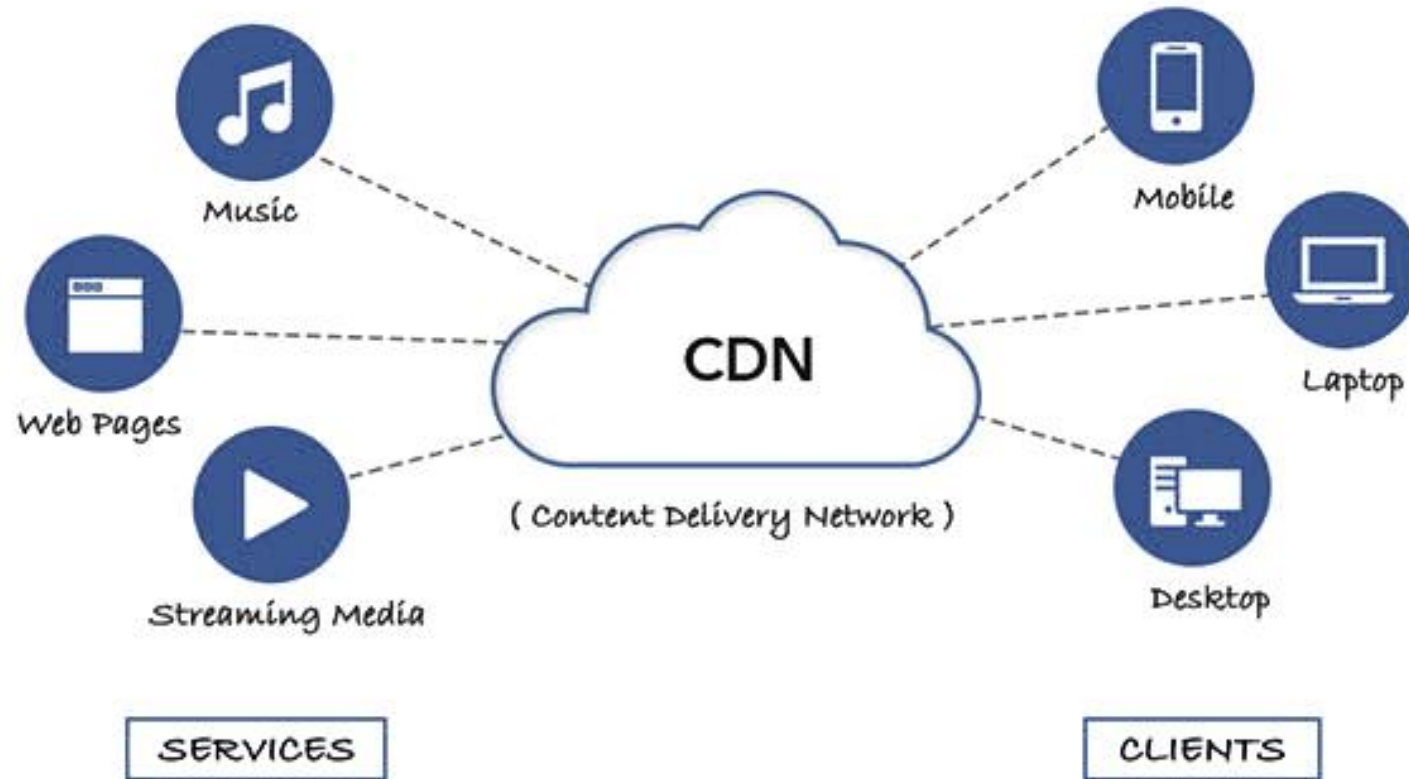 Music
Web Pages
Streaming Media
CDN
( Content Delivery Network )
Mobile
Laptop
Desktop
SERVICES
CLIENTS